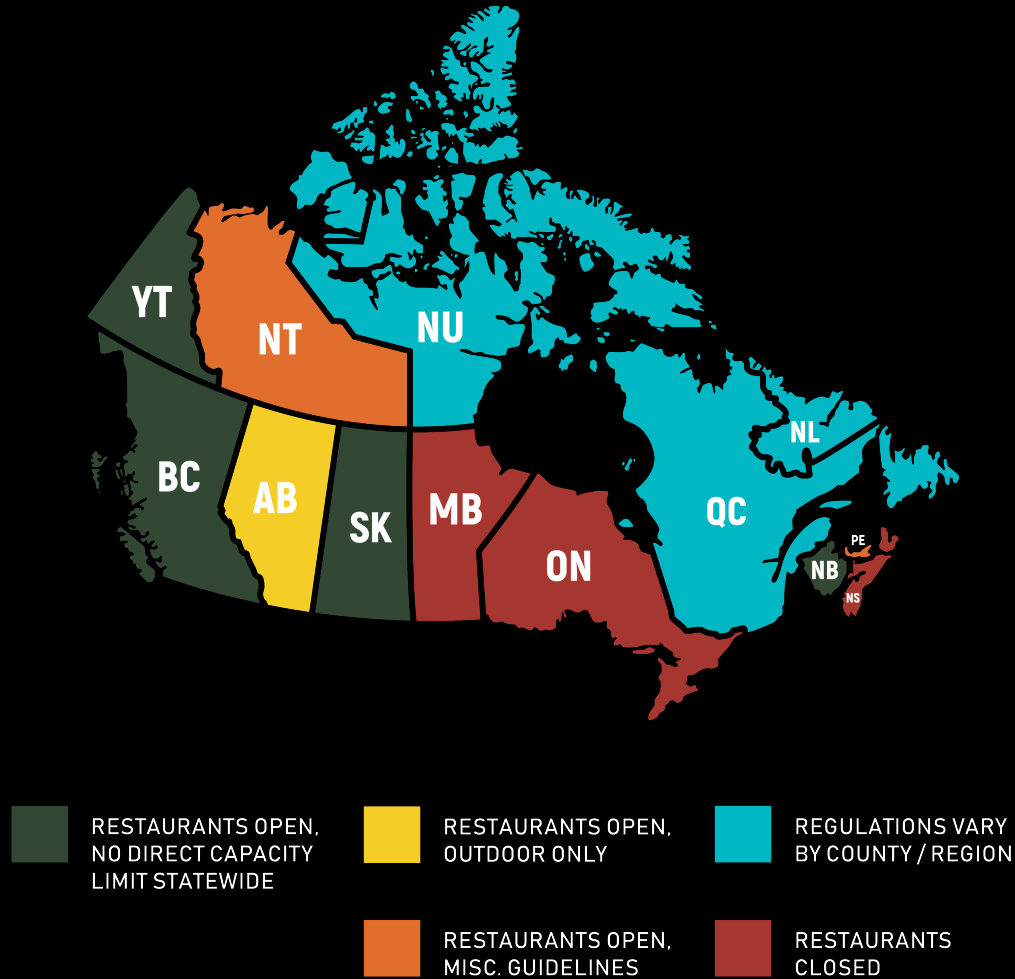 YT
NT
NU
BC
AB
SK
MB
ON
QC
NL
PE
NB
NS
RESTAURANTS OPEN,
NO DIRECT CAPACITY
LIMIT STATEWIDE
RESTAURANTS OPEN,
OUTDOOR ONLY
REGULATIONS VARY
BY COUNTY / REGION
RESTAURANTS OPEN,
MISC. GUIDELINES
RESTAURANTS
CLOSED